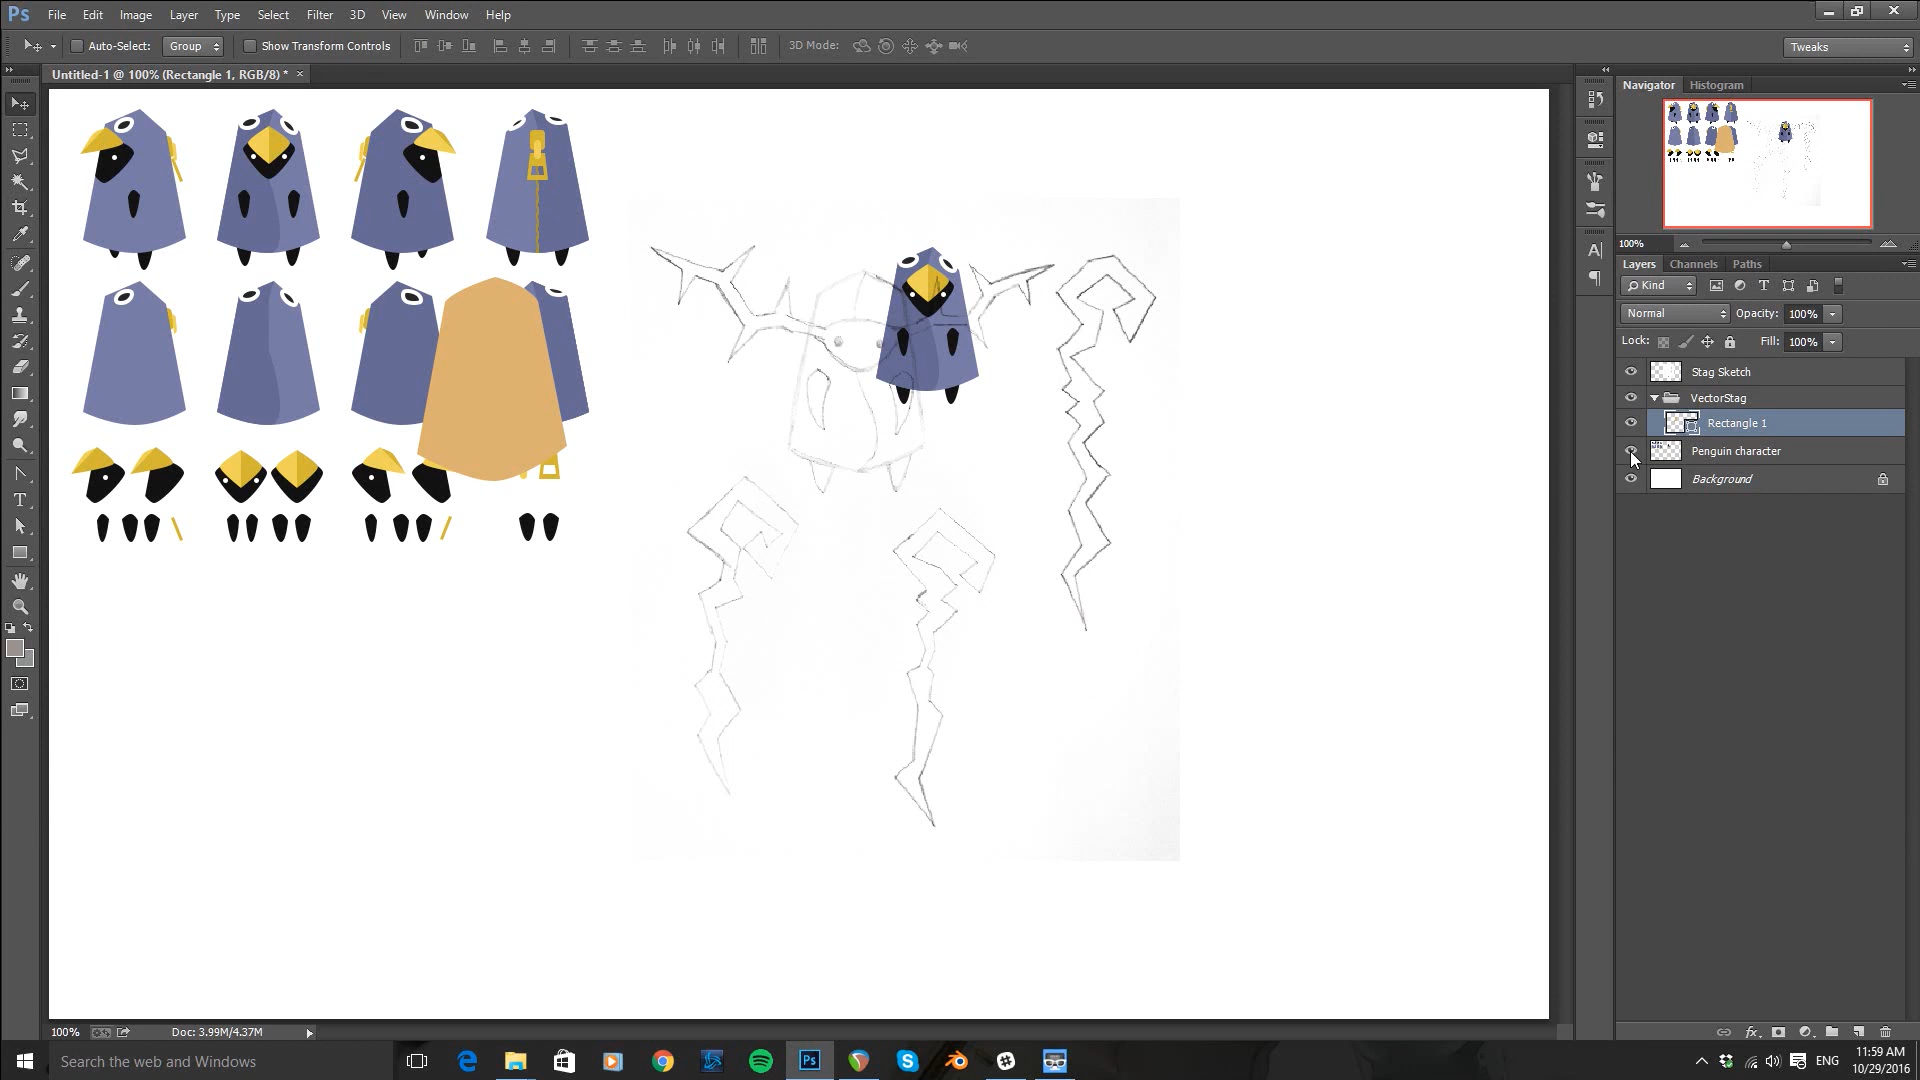 Ps File Edit Image Layer Type Select Filter 3D View Window Help
Auto-Select: Group Show Transform Controls 3D Mode: Tweaks
Untitled-1 @ 100% (Rectangle 1, RGB/8) * ×
Navigator Histogram
100%
Layers Channels Paths
Kind
Normal Opacity: 100%
Lock: Fill: 100%
Stag Sketch
VectorStag
Rectangle 1
Penguin character
Background
100% Doc: 3.99M/4.37M
Search the web and Windows
Ps
ENG
11:59 AM
10/29/2016